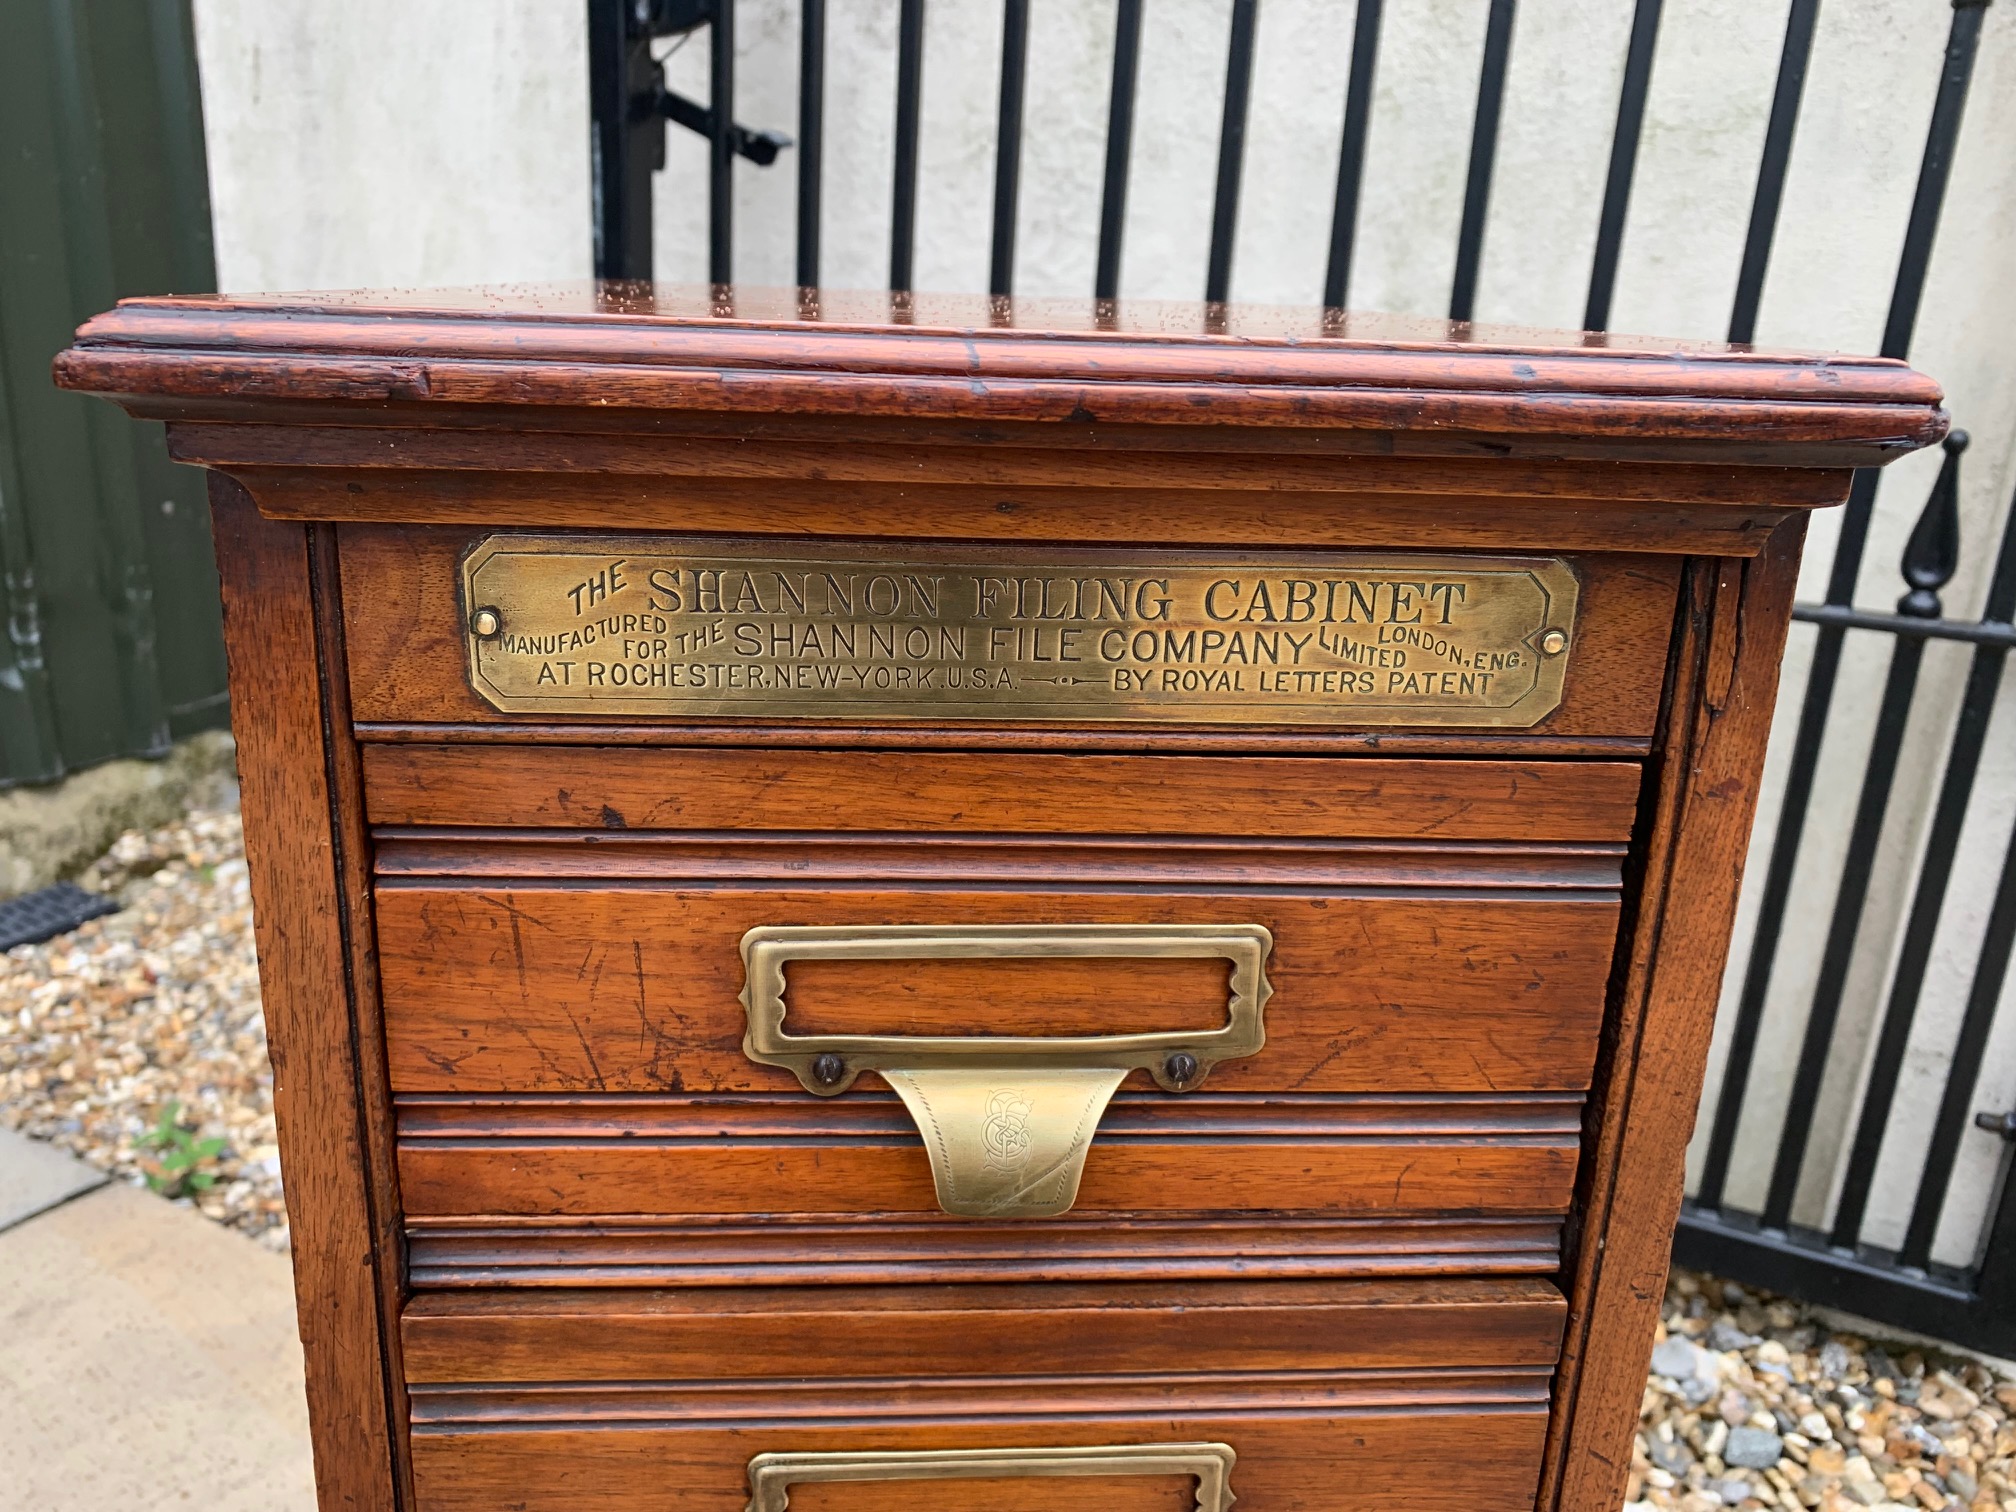 THE SHANNON FILING CABINET
MANUFACTURED FOR THE SHANNON FILE COMPANY LIMITED LONDON, ENG.
AT ROCHESTER, NEW-YORK. U.S.A. BY ROYAL LETTERS PATENT